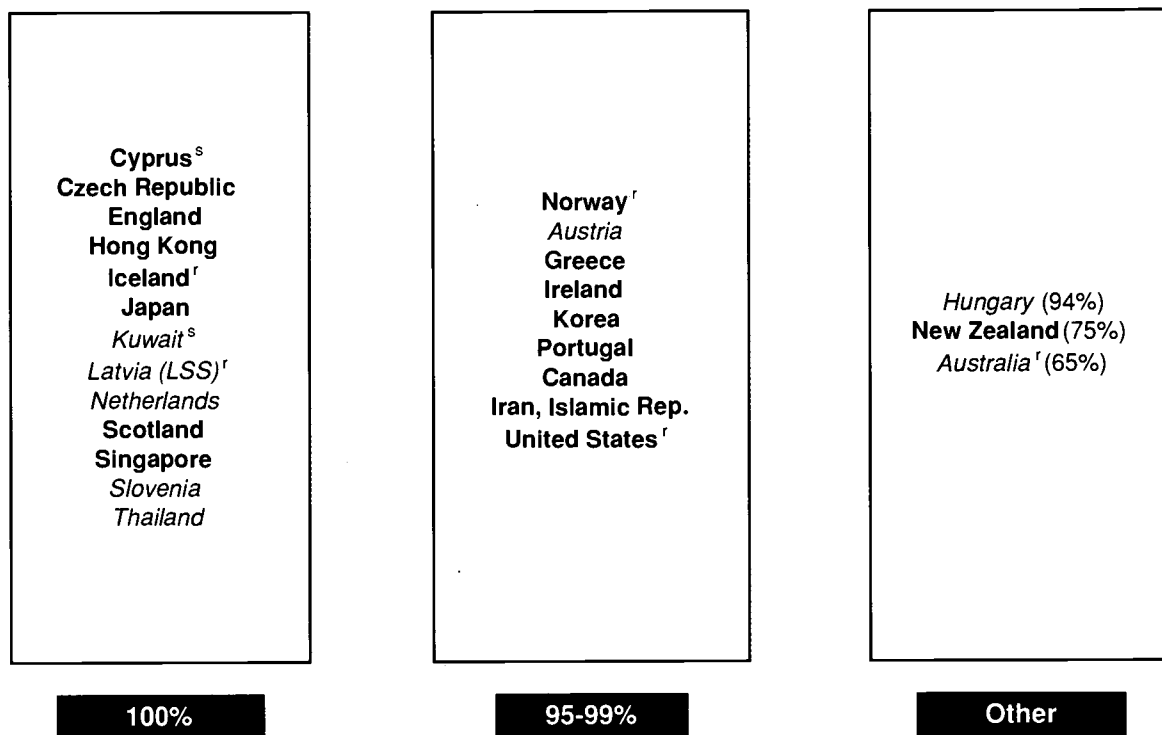 Cyprus s
Czech Republic
England
Hong Kong
Iceland r
Japan
Kuwait s
Latvia (LSS) r
Netherlands
Scotland
Singapore
Slovenia
Thailand
100%
Norway r
Austria
Greece
Ireland
Korea
Portugal
Canada
Iran, Islamic Rep.
United States r
95-99%
Hungary (94%)
New Zealand (75%)
Australia r (65%)
Other